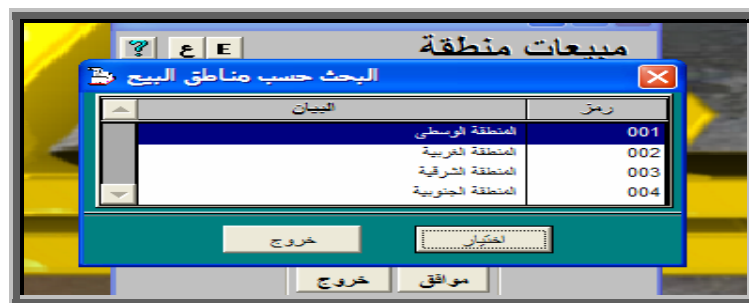 مبيعات منطقة
E ع ?
البحث حسب مناطق البيع
رمز البيان
001 المنطقة الوسطى
002 المنطقة الغربية
003 المنطقة الشرقية
004 المنطقة الجنوبية
اختيار خروج
موافق خروج